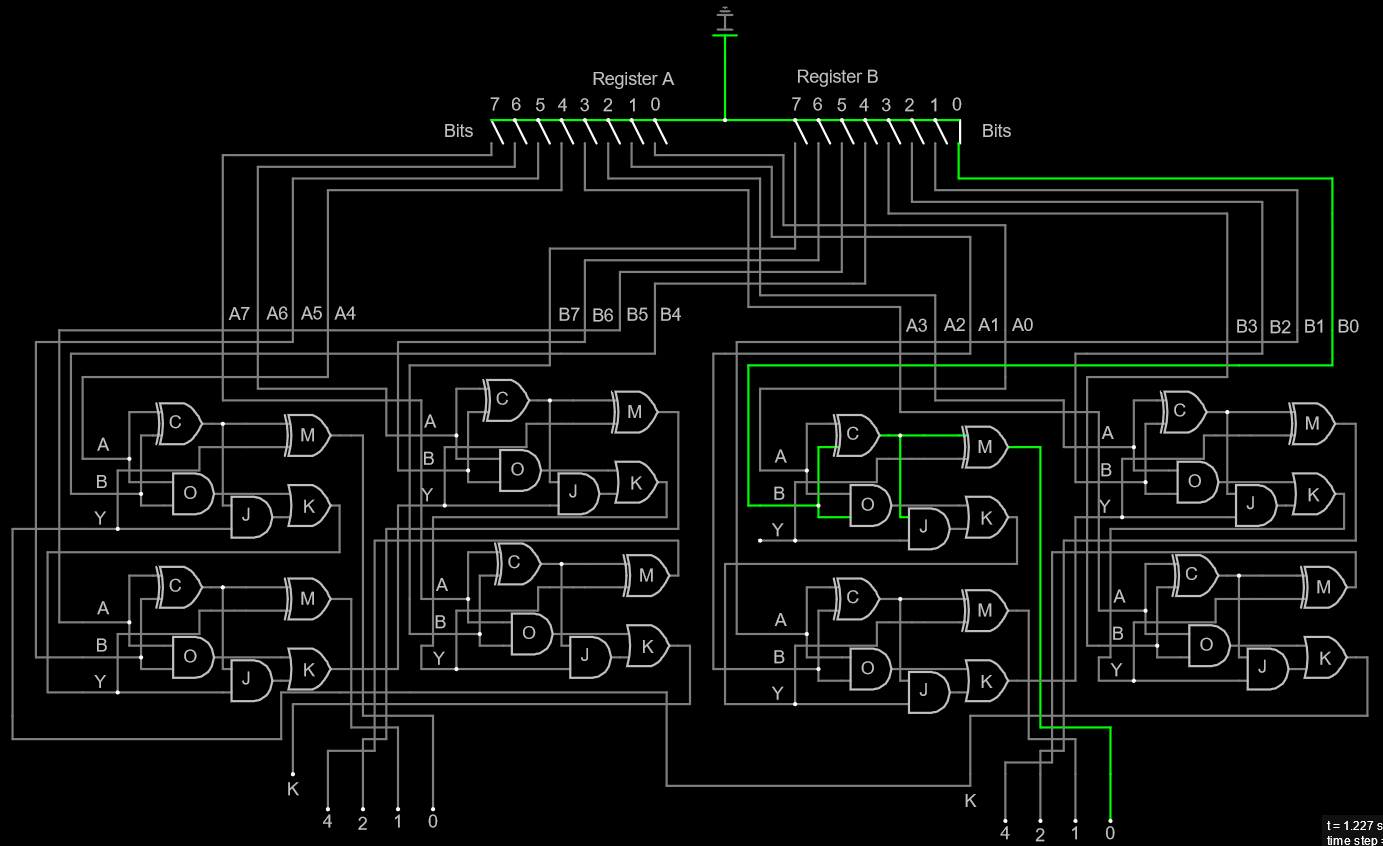 Register A
Register B
7 6 5 4 3 2 1 0
7 6 5 4 3 2 1 0
Bits
Bits
A7 A6 A5 A4
B7 B6 B5 B4
A3 A2 A1 A0
B3 B2 B1 B0
C M A B O Y J K
C M A B O Y J K
C M A B O Y J K
C M A B O Y J K
C M A B O Y J K
C M A B O Y J K
C M A B O Y J K
C M A B O Y J K
K
4 2 1 0
K
4 2 1 0
t = 1.227 s
time step =